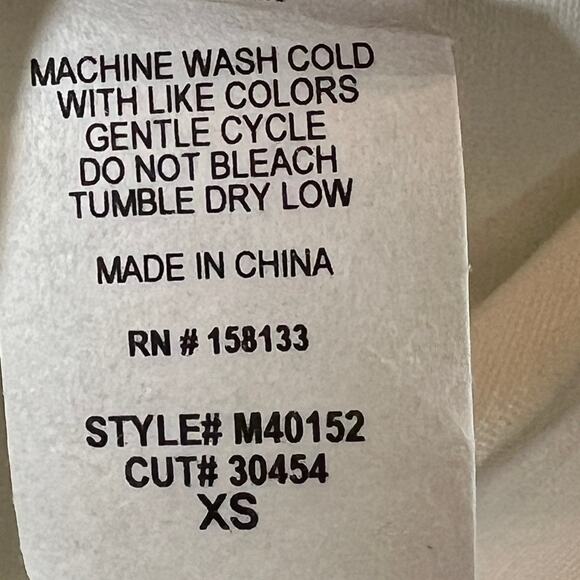 MACHINE WASH COLD
WITH LIKE COLORS
GENTLE CYCLE
DO NOT BLEACH
TUMBLE DRY LOW
MADE IN CHINA
RN # 158133
STYLE# M40152
CUT# 30454
XS